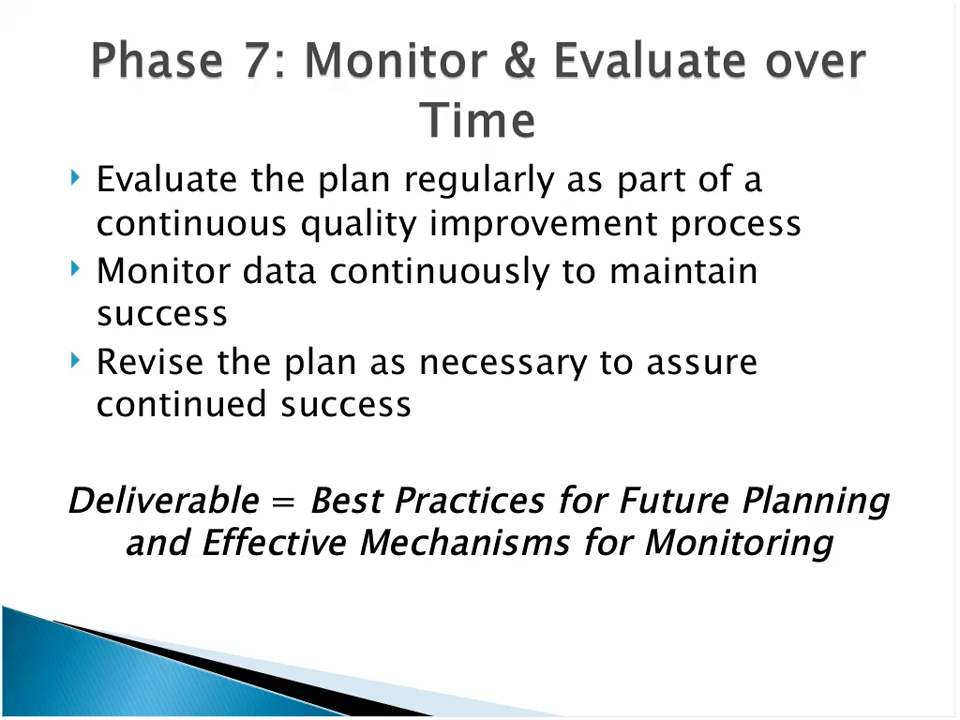 Phase 7: Monitor & Evaluate over
Time
Evaluate the plan regularly as part of a
continuous quality improvement process
Monitor data continuously to maintain
success
Revise the plan as necessary to assure
continued success
Deliverable = Best Practices for Future Planning
and Effective Mechanisms for Monitoring